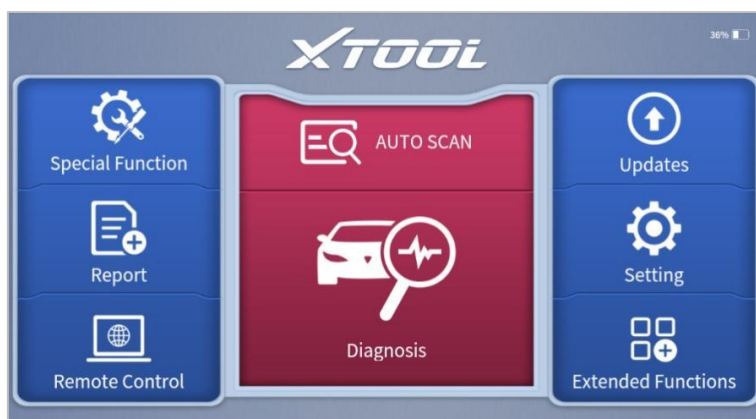 XTOOL
36%
Special Function
AUTO SCAN
Updates
Report
Diagnosis
Setting
Remote Control
Extended Functions